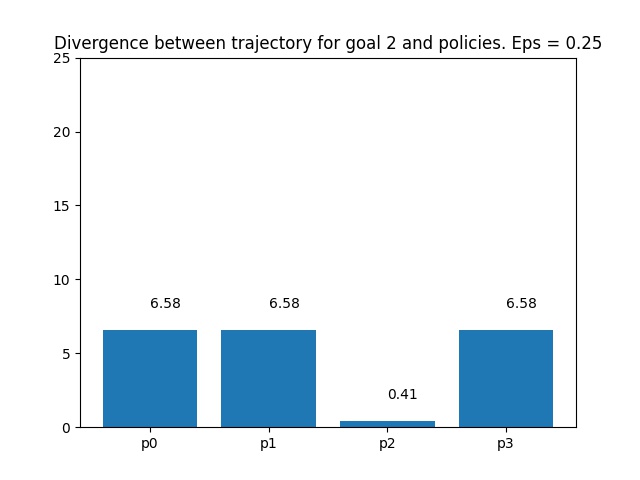 Divergence between trajectory for goal 2 and policies. Eps = 0.25
25
20
15
10
5
0
6.58
6.58
0.41
6.58
p0
p1
p2
p3